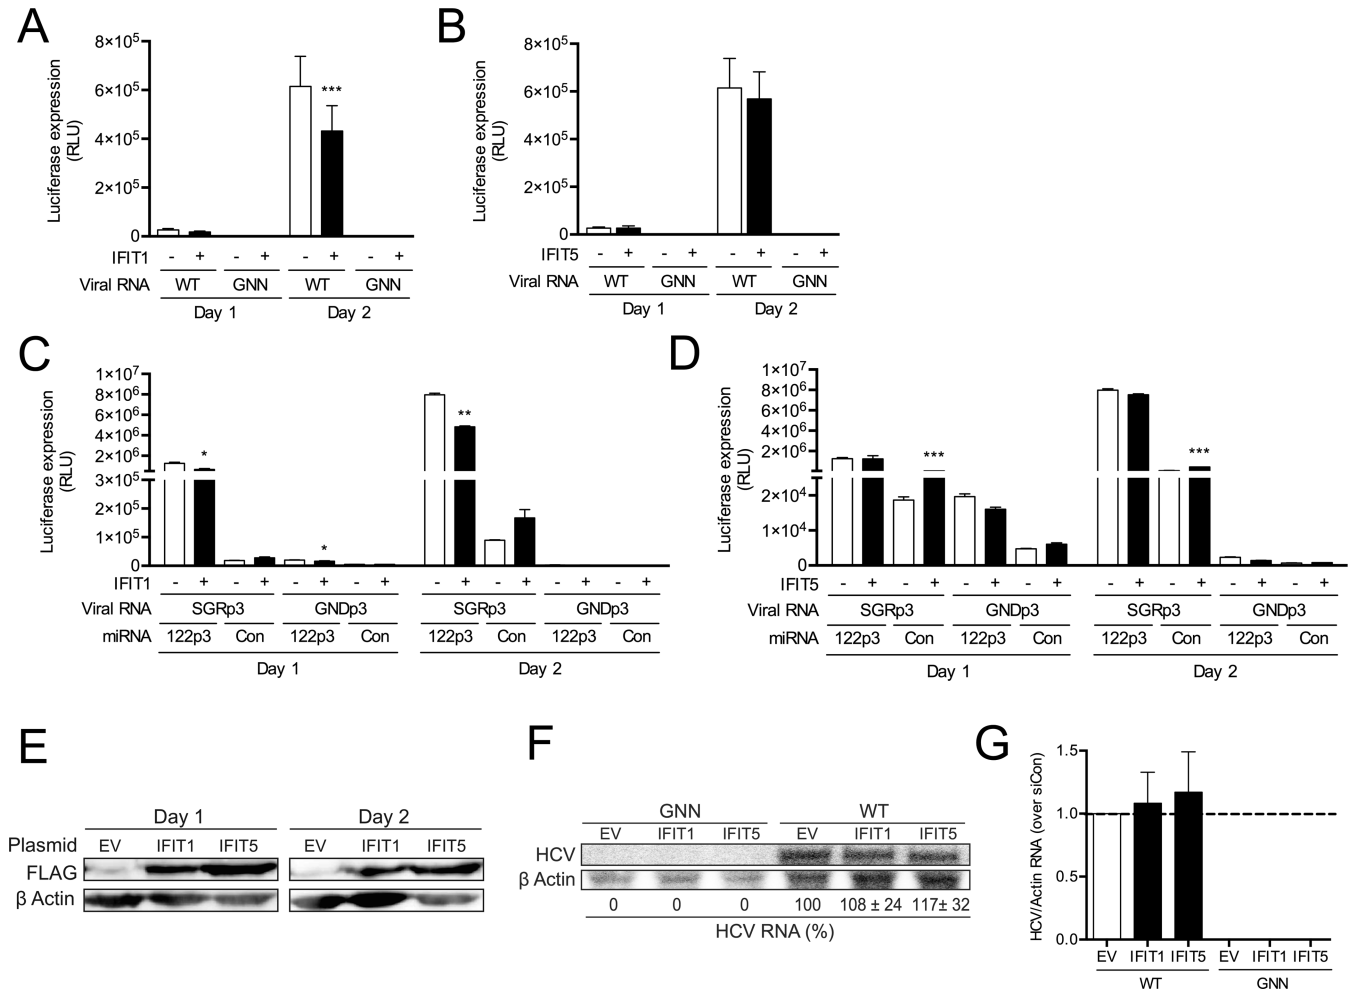 A
Luciferase expression
(RLU)
8×10⁵
6×10⁵
4×10⁵
2×10⁵
0
***
IFIT1 - + - + - + - +
Viral RNA WT GNN WT GNN
Day 1 Day 2
B
Luciferase expression
(RLU)
8×10⁵
6×10⁵
4×10⁵
2×10⁵
0
IFIT5 - + - + - + - +
Viral RNA WT GNN WT GNN
Day 1 Day 2
C
Luciferase expression
(RLU)
1×10⁷
8×10⁶
6×10⁶
4×10⁶
2×10⁶
3×10⁵
2×10⁵
1×10⁵
0
* * **
IFIT1 - + - + - + - + - + - + - + - +
Viral RNA SGRp3 GNDp3 SGRp3 GNDp3
miRNA 122p3 Con 122p3 Con 122p3 Con 122p3 Con
Day 1 Day 2
D
Luciferase expression
(RLU)
1×10⁷
8×10⁶
6×10⁶
4×10⁶
2×10⁶
2×10⁴
1×10⁴
0
*** ***
IFIT5 - + - + - + - + - + - + - + - +
Viral RNA SGRp3 GNDp3 SGRp3 GNDp3
miRNA 122p3 Con 122p3 Con 122p3 Con 122p3 Con
Day 1 Day 2
E
Day 1 Day 2
Plasmid EV IFIT1 IFIT5 EV IFIT1 IFIT5
FLAG
β Actin
F
GNN WT
EV IFIT1 IFIT5 EV IFIT1 IFIT5
HCV
β Actin
0 0 0 100 108 ± 24 117± 32
HCV RNA (%)
G
HCV/Actin RNA (over siCon)
1.5
1.0
0.5
0.0
EV IFIT1 IFIT5 EV IFIT1 IFIT5
WT GNN